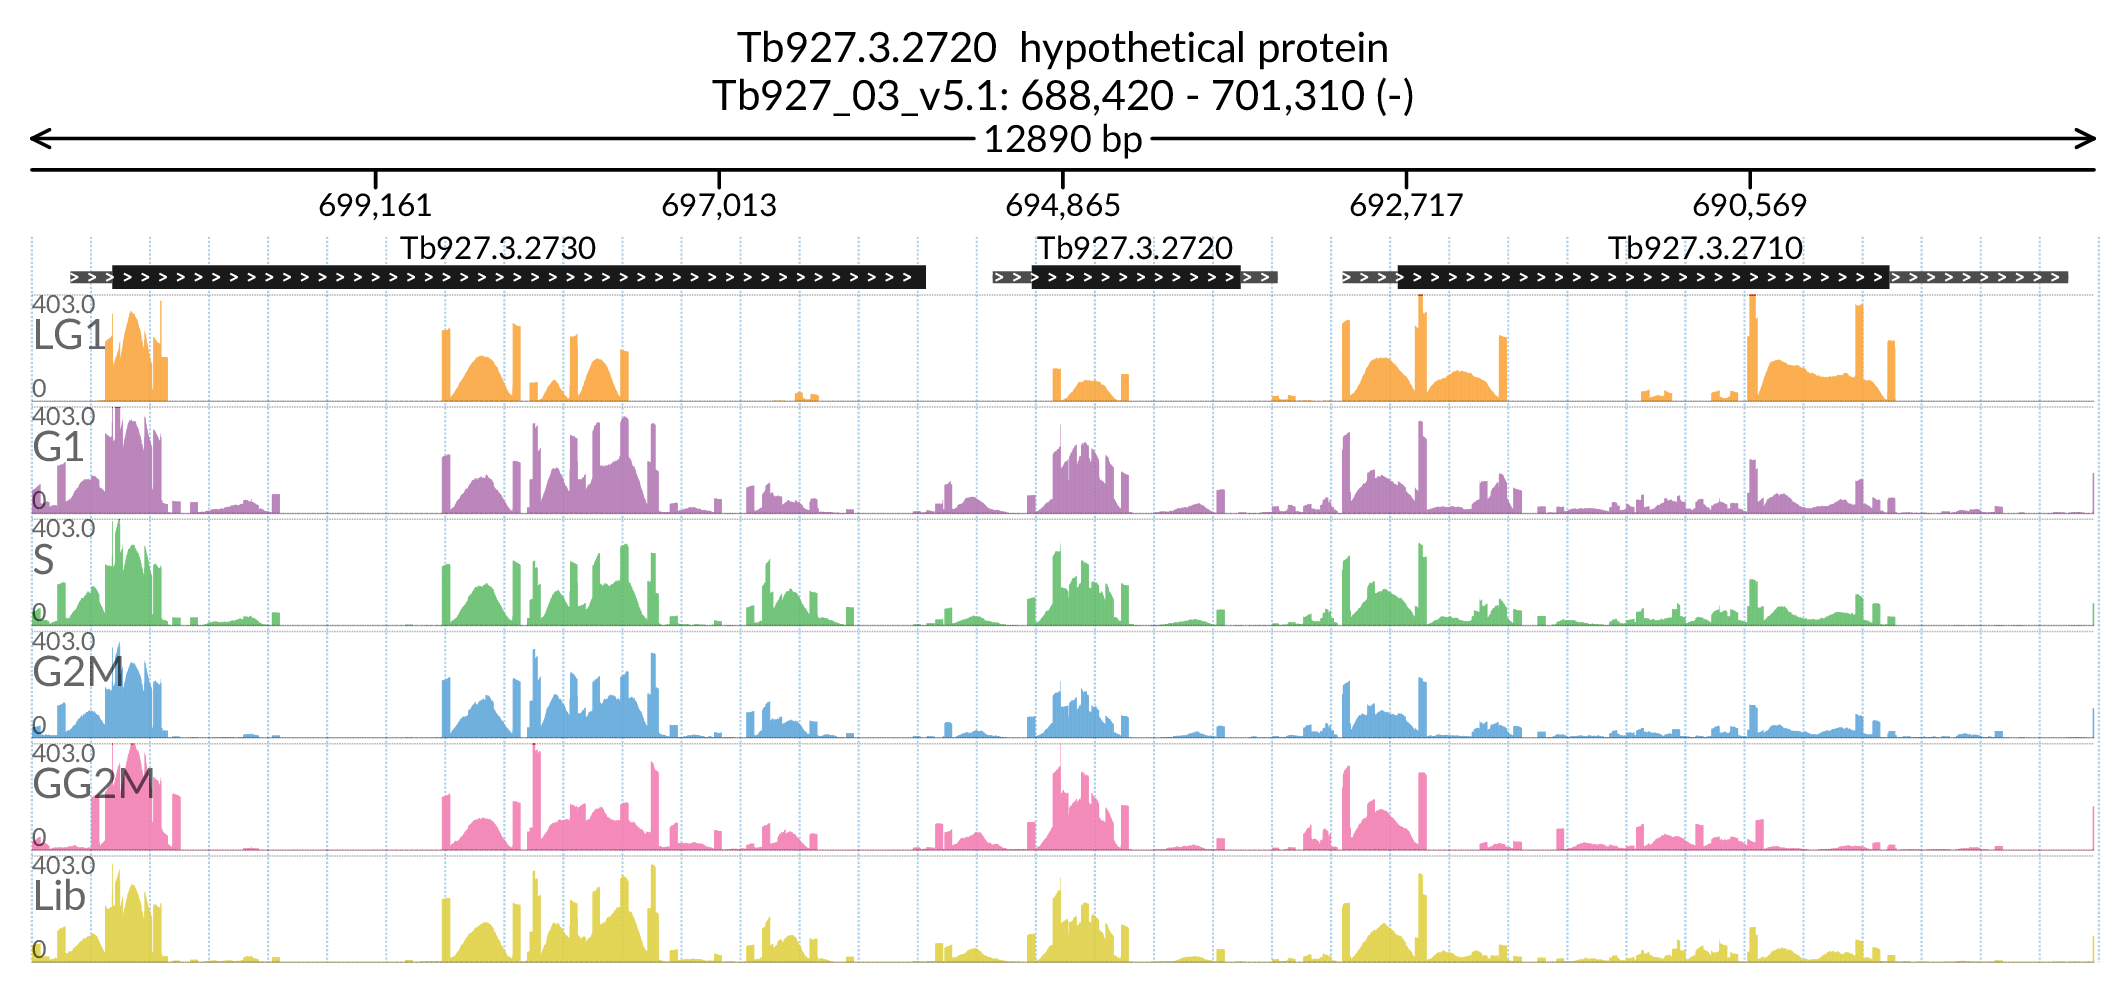 Tb927.3.2720  hypothetical protein
Tb927_03_v5.1: 688,420 - 701,310 (-)
12890 bp
699,161 697,013 694,865 692,717 690,569
Tb927.3.2730 Tb927.3.2720 Tb927.3.2710
403.0
LG1
0
403.0
G1
0
403.0
S
0
403.0
G2M
0
403.0
GG2M
0
403.0
Lib
0